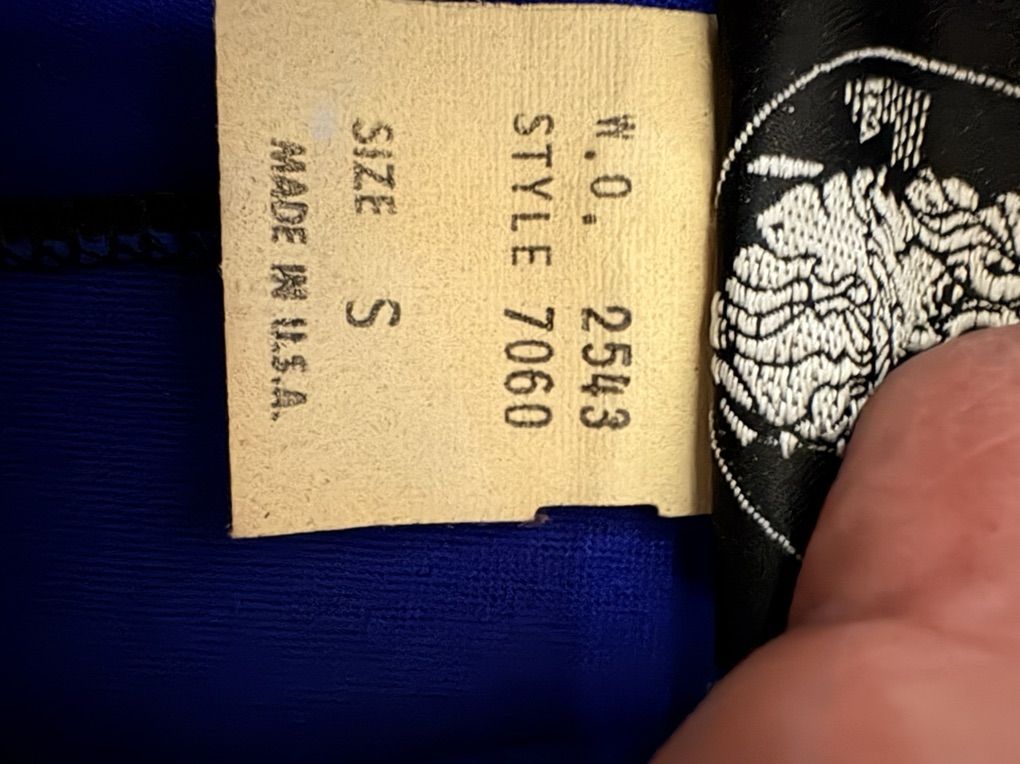 W.O. 2543
STYLE 7060
SIZE S
MADE IN U.S.A.